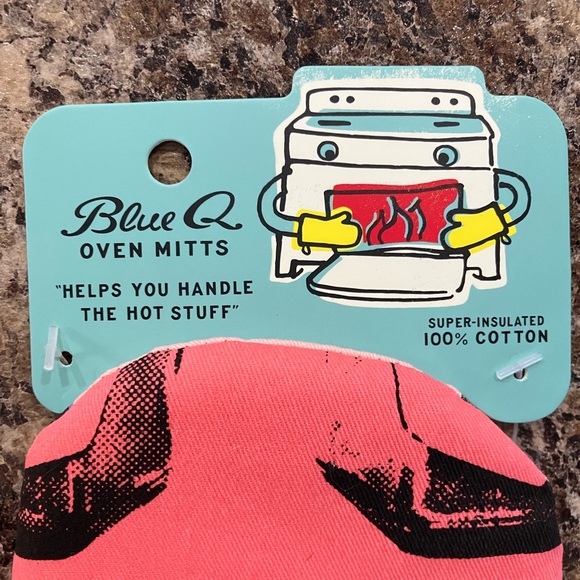 Blue Q
OVEN MITTS
"HELPS YOU HANDLE
THE HOT STUFF"
SUPER-INSULATED
100% COTTON